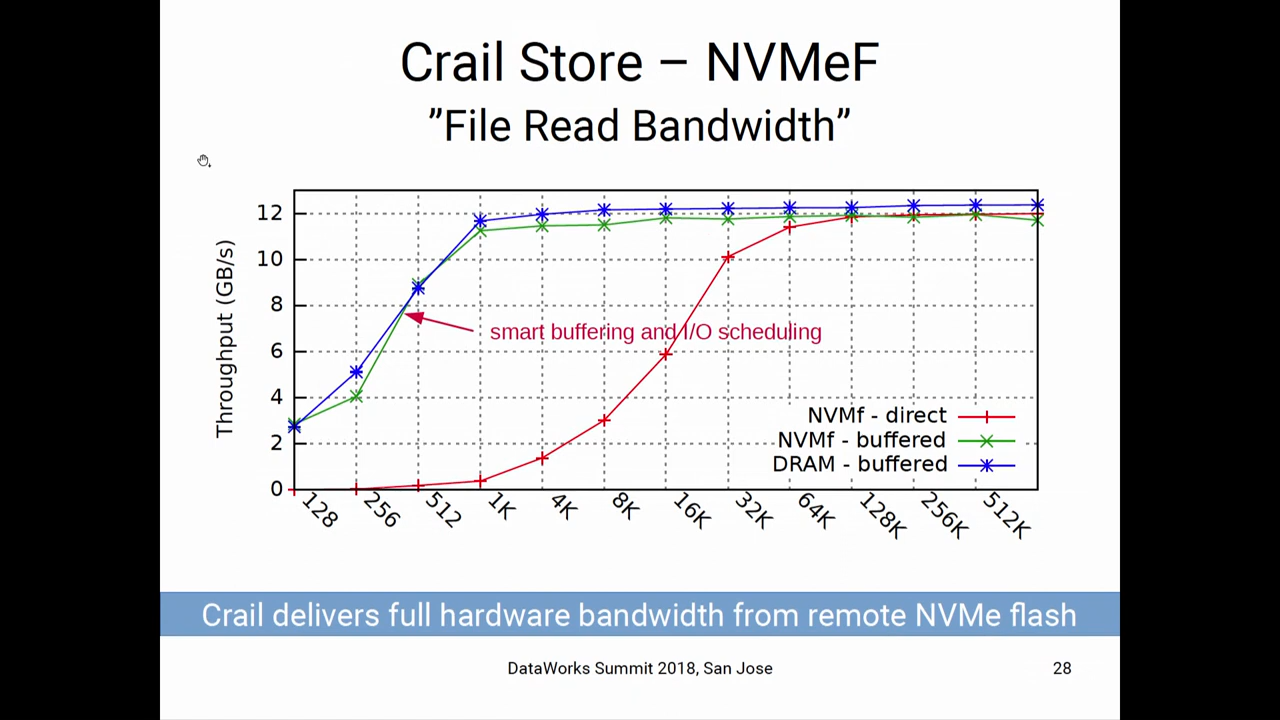 Crail Store – NVMeF
”File Read Bandwidth”
Throughput (GB/s)
12
10
8
6
4
2
0
smart buffering and I/O scheduling
NVMf - direct
NVMf - buffered
DRAM - buffered
128 256 512 1K 4K 8K 16K 32K 64K 128K 256K 512K
Crail delivers full hardware bandwidth from remote NVMe flash
DataWorks Summit 2018, San Jose
28